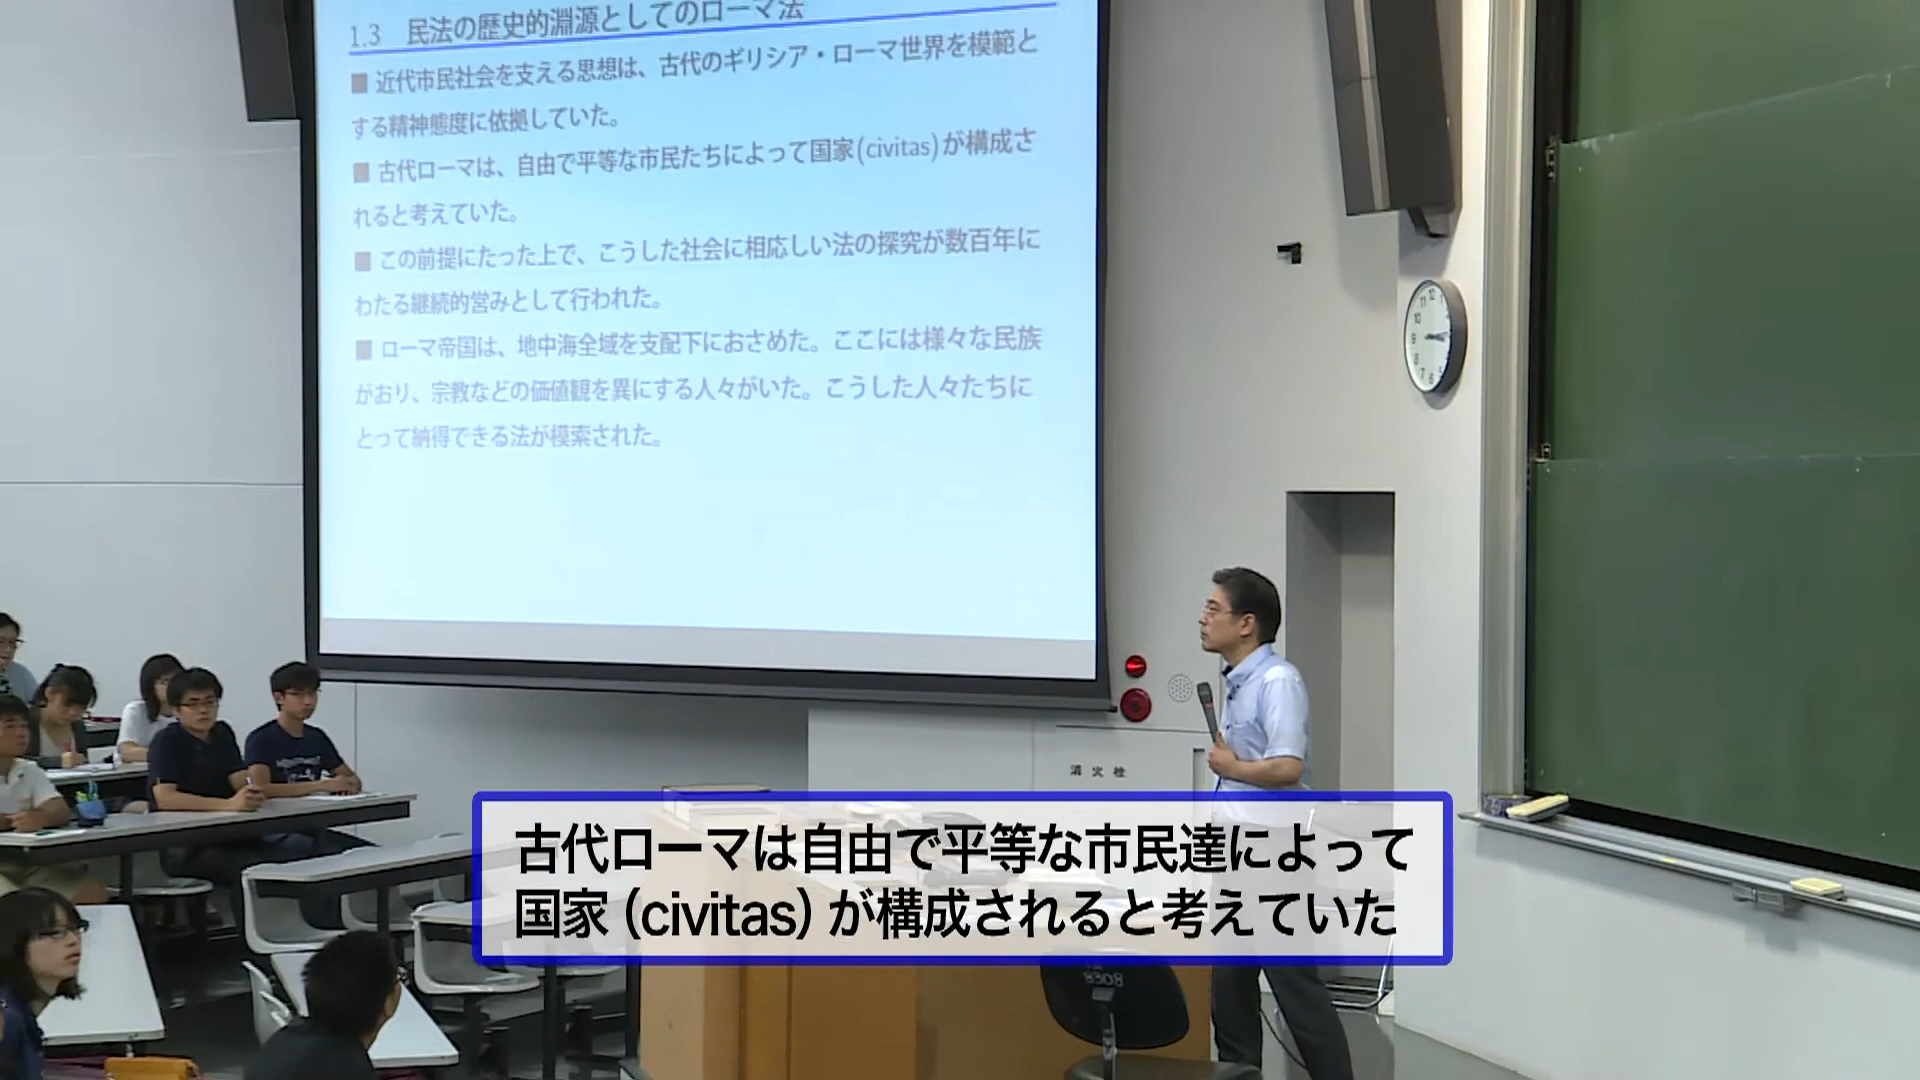 1.3 民法の歴史的淵源としてのローマ法
■ 近代市民社会を支える思想は、古代のギリシア・ローマ世界を模範と
する精神態度に依拠していた。
■ 古代ローマは、自由で平等な市民たちによって国家(civitas)が構成さ
れると考えていた。
■ この前提にたった上で、こうした社会に相応しい法の探究が数百年に
わたる継続的営みとして行われた。
■ ローマ帝国は、地中海全域を支配下におさめた。ここには様々な民族
がおり、宗教などの価値観を異にする人々がいた。こうした人々たちに
とって納得できる法が模索された。
消火栓
古代ローマは自由で平等な市民達によって
国家（civitas）が構成されると考えていた